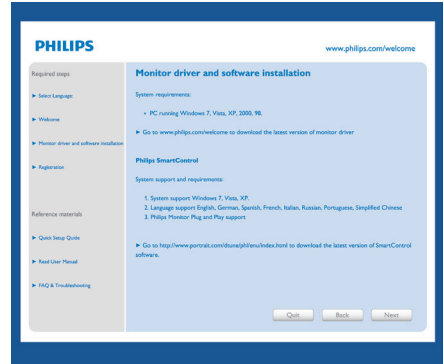 PHILIPS
www.philips.com/welcome
Required steps
► Select Language
► Welcome
► Monitor driver and software installation
► Registration
Reference materials
► Quick Setup Guide
► Read User Manual
► FAQ & Troubleshooting
Monitor driver and software installation
System requirements:
• PC running Windows 7, Vista, XP, 2000, 98.
► Go to www.philips.com/welcome to download the latest version of monitor driver
Philips SmartControl
System support and requirements:
1. System support Windows 7, Vista, XP.
2. Language support English, German, Spanish, French, Italian, Russian, Portuguese, Simplified Chinese
3. Philips Monitor Plug and Play support
► Go to http://www.portrait.com/dtune/phl/enu/index.html to download the latest version of SmartControl
software.
Quit
Back
Next